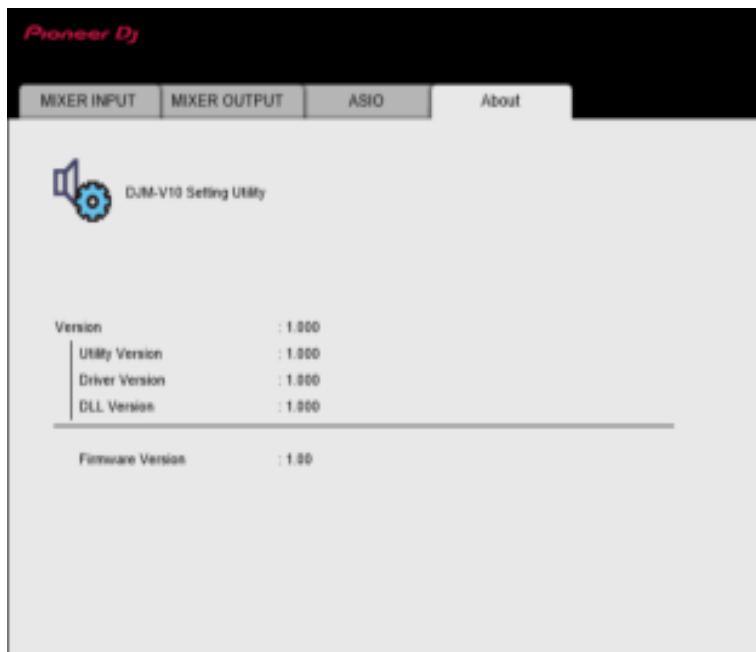 Pioneer Dj
MIXER INPUT MIXER OUTPUT ASIO About
DJM-V10 Setting Utility
Version : 1.000
Utility Version : 1.000
Driver Version : 1.000
DLL Version : 1.000
Firmware Version : 1.00